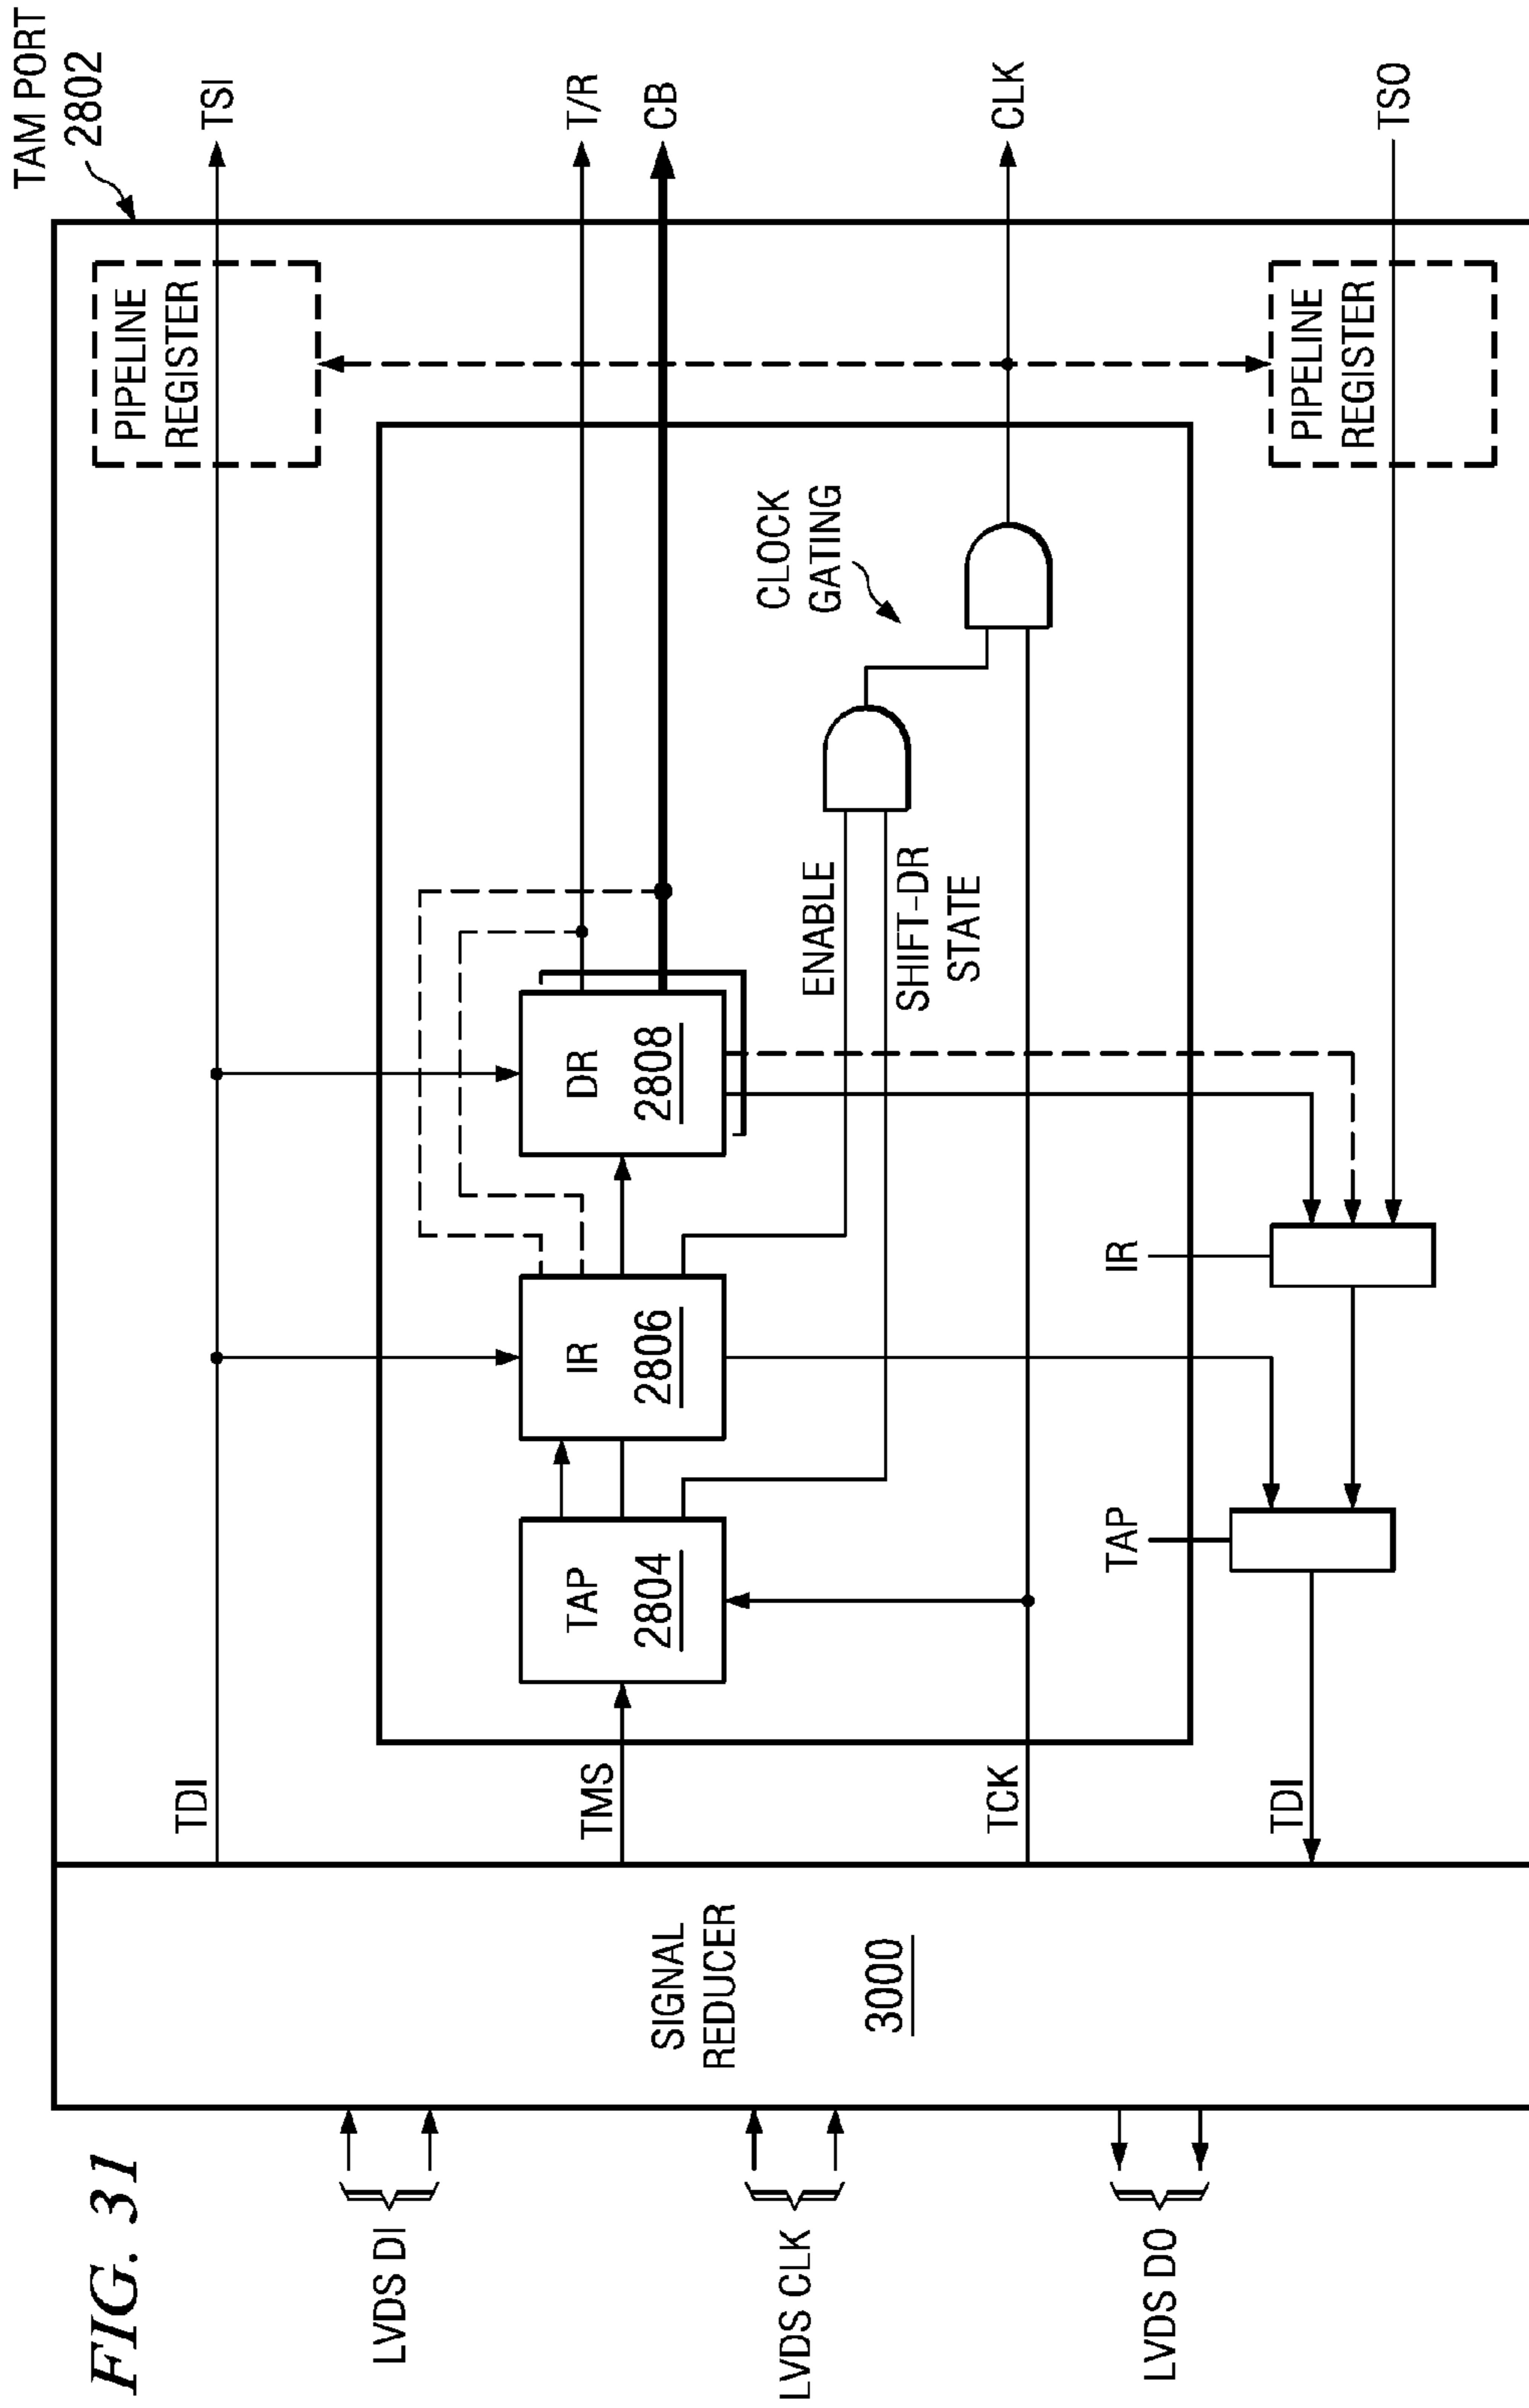 FIG. 31
TAM PORT
2802
LVDS DI
LVDS CLK
LVDS DO
SIGNAL
REDUCER
3000
TDI
TMS
TCK
TDI
TAP
2804
IR
2806
DR
2808
ENABLE
SHIFT-DR
STATE
CLOCK
GATING
TAP
IR
PIPELINE
REGISTER
PIPELINE
REGISTER
TSI
T/R
CB
CLK
TSO